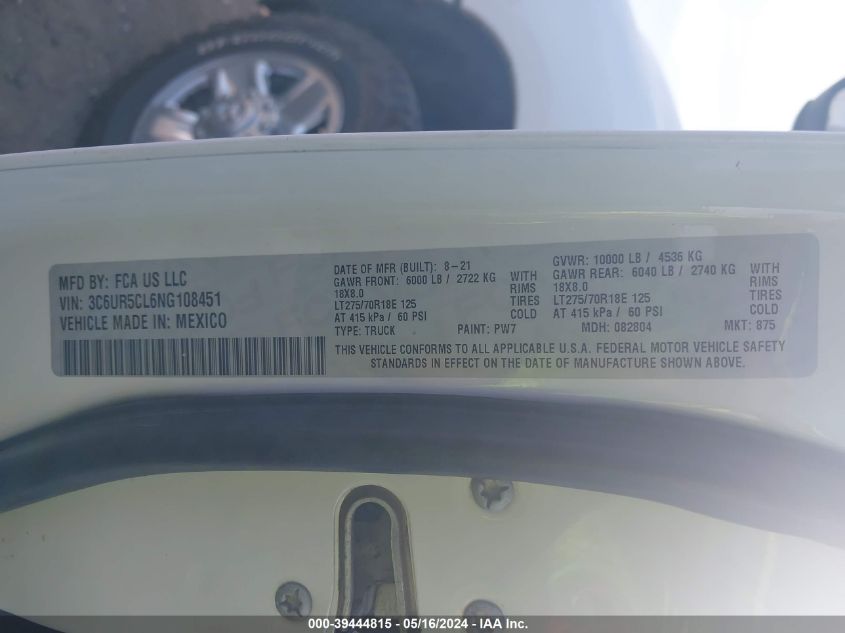 MFD BY: FCA US LLC
VIN: 3C6UR5CL6NG108451
VEHICLE MADE IN: MEXICO
DATE OF MFR (BUILT): 8-21
GAWR FRONT: 6000 LB / 2722 KG WITH
18X8.0 RIMS
LT275/70R18E 125 TIRES
AT 415 kPa / 60 PSI COLD
TYPE: TRUCK PAINT: PW7
GVWR: 10000 LB / 4536 KG
GAWR REAR: 6040 LB / 2740 KG WITH
18X8.0 RIMS
LT275/70R18E 125 TIRES
AT 415 kPa / 60 PSI COLD
MDH: 082804 MKT: 875
THIS VEHICLE CONFORMS TO ALL APPLICABLE U.S.A. FEDERAL MOTOR VEHICLE SAFETY
STANDARDS IN EFFECT ON THE DATE OF MANUFACTURE SHOWN ABOVE.
000-39444815 - 05/16/2024 - IAA Inc.